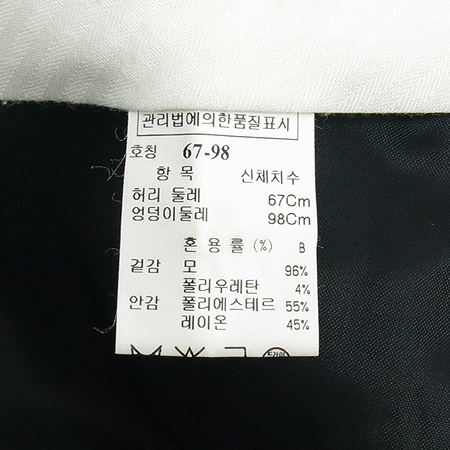 관리법에의한품질표시
호칭 67-98
항 목 신체치수
허리 둘레 67Cm
엉덩이둘레 98Cm
혼 용 률 (%) B
겉감 모 96%
폴리우레탄 4%
안감 폴리에스테르 55%
레이온 45%